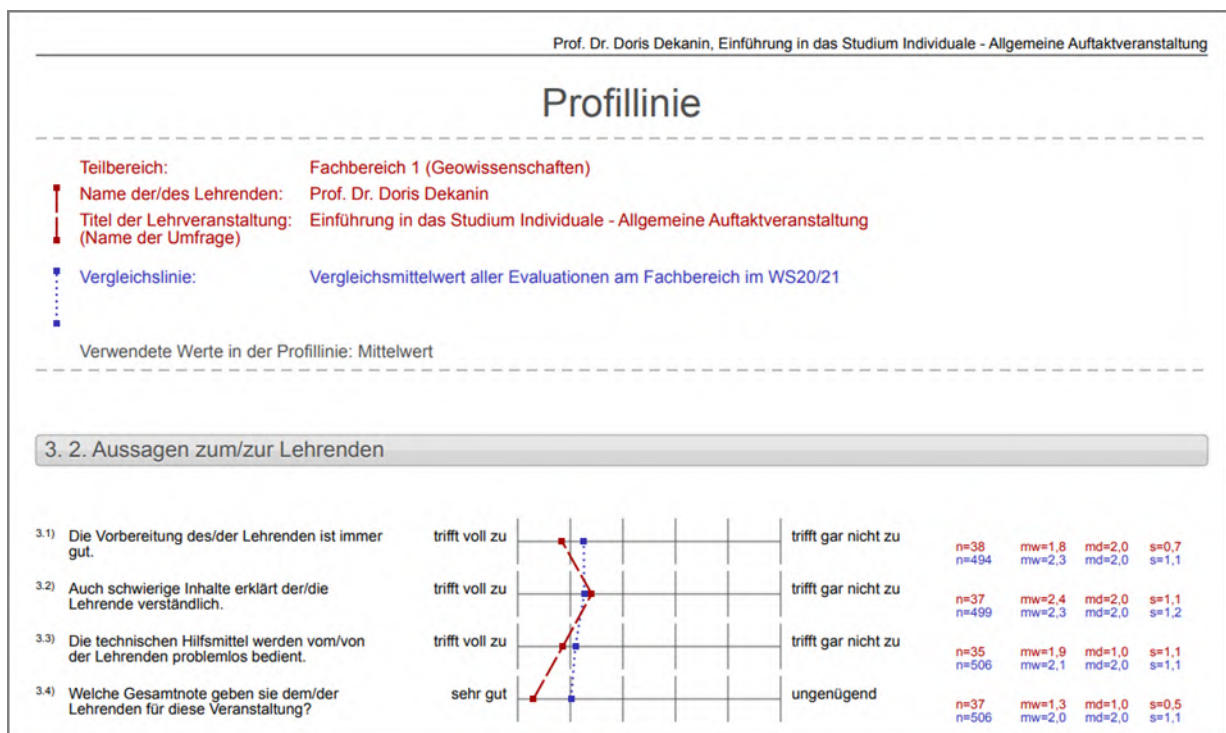 Prof. Dr. Doris Dekanin, Einführung in das Studium Individuale - Allgemeine Auftaktveranstaltung
Profillinie
Teilbereich: Fachbereich 1 (Geowissenschaften)
Name der/des Lehrenden: Prof. Dr. Doris Dekanin
Titel der Lehrveranstaltung: Einführung in das Studium Individuale - Allgemeine Auftaktveranstaltung
(Name der Umfrage)
Vergleichslinie: Vergleichsmittelwert aller Evaluationen am Fachbereich im WS20/21
Verwendete Werte in der Profillinie: Mittelwert
3. 2. Aussagen zum/zur Lehrenden
3.1) Die Vorbereitung des/der Lehrenden ist immer trifft voll zu trifft gar nicht zu
gut.
n=38 mw=1,8 md=2,0 s=0,7
n=494 mw=2,3 md=2,0 s=1,1
3.2) Auch schwierige Inhalte erklärt der/die trifft voll zu trifft gar nicht zu
Lehrende verständlich.
n=37 mw=2,4 md=2,0 s=1,1
n=499 mw=2,3 md=2,0 s=1,2
3.3) Die technischen Hilfsmittel werden vom/von trifft voll zu trifft gar nicht zu
der Lehrenden problemlos bedient.
n=35 mw=1,9 md=1,0 s=1,1
n=506 mw=2,1 md=2,0 s=1,1
3.4) Welche Gesamtnote geben sie dem/der sehr gut ungenügend
Lehrenden für diese Veranstaltung?
n=37 mw=1,3 md=1,0 s=0,5
n=506 mw=2,0 md=2,0 s=1,1